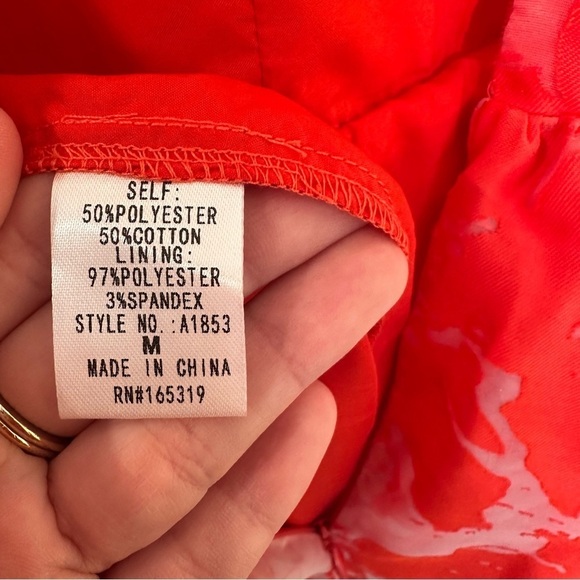 SELF:
50%POLYESTER
50%COTTON
LINING:
97%POLYESTER
3%SPANDEX
STYLE NO.:A1853
M
MADE IN CHINA
RN#165319